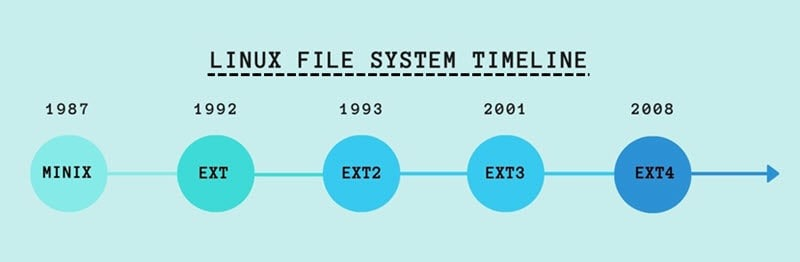 LINUX FILE SYSTEM TIMELINE
1987 1992 1993 2001 2008
MINIX EXT EXT2 EXT3 EXT4